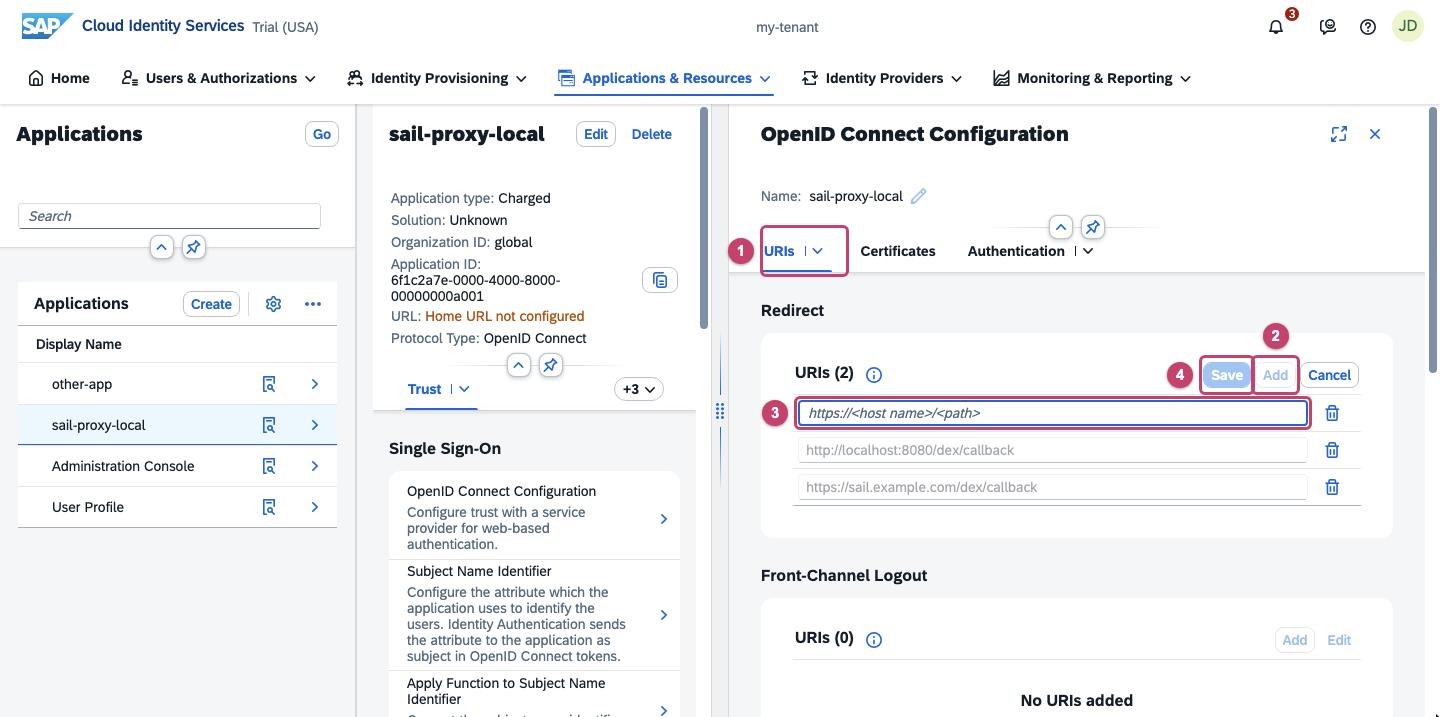 SAP Cloud Identity Services Trial (USA)
my-tenant
3
JD
Home
Users & Authorizations
Identity Provisioning
Applications & Resources
Identity Providers
Monitoring & Reporting
Applications
Go
Search
Applications
Create
Display Name
other-app
sail-proxy-local
Administration Console
User Profile
sail-proxy-local
Edit
Delete
Application type: Charged
Solution: Unknown
Organization ID: global
Application ID:
6f1c2a7e-0000-4000-8000-
00000000a001
URL: Home URL not configured
Protocol Type: OpenID Connect
Trust
+3
Single Sign-On
OpenID Connect Configuration
Configure trust with a service
provider for web-based
authentication.
Subject Name Identifier
Configure the attribute which the
application uses to identify the
users. Identity Authentication sends
the attribute to the application as
subject in OpenID Connect tokens.
Apply Function to Subject Name
Identifier
OpenID Connect Configuration
Name: sail-proxy-local
1
URIs
Certificates
Authentication
Redirect
2
URIs (2)
4
Save
Add
Cancel
3
https://<host name>/<path>
http://localhost:8080/dex/callback
https://sail.example.com/dex/callback
Front-Channel Logout
URIs (0)
Add
Edit
No URIs added